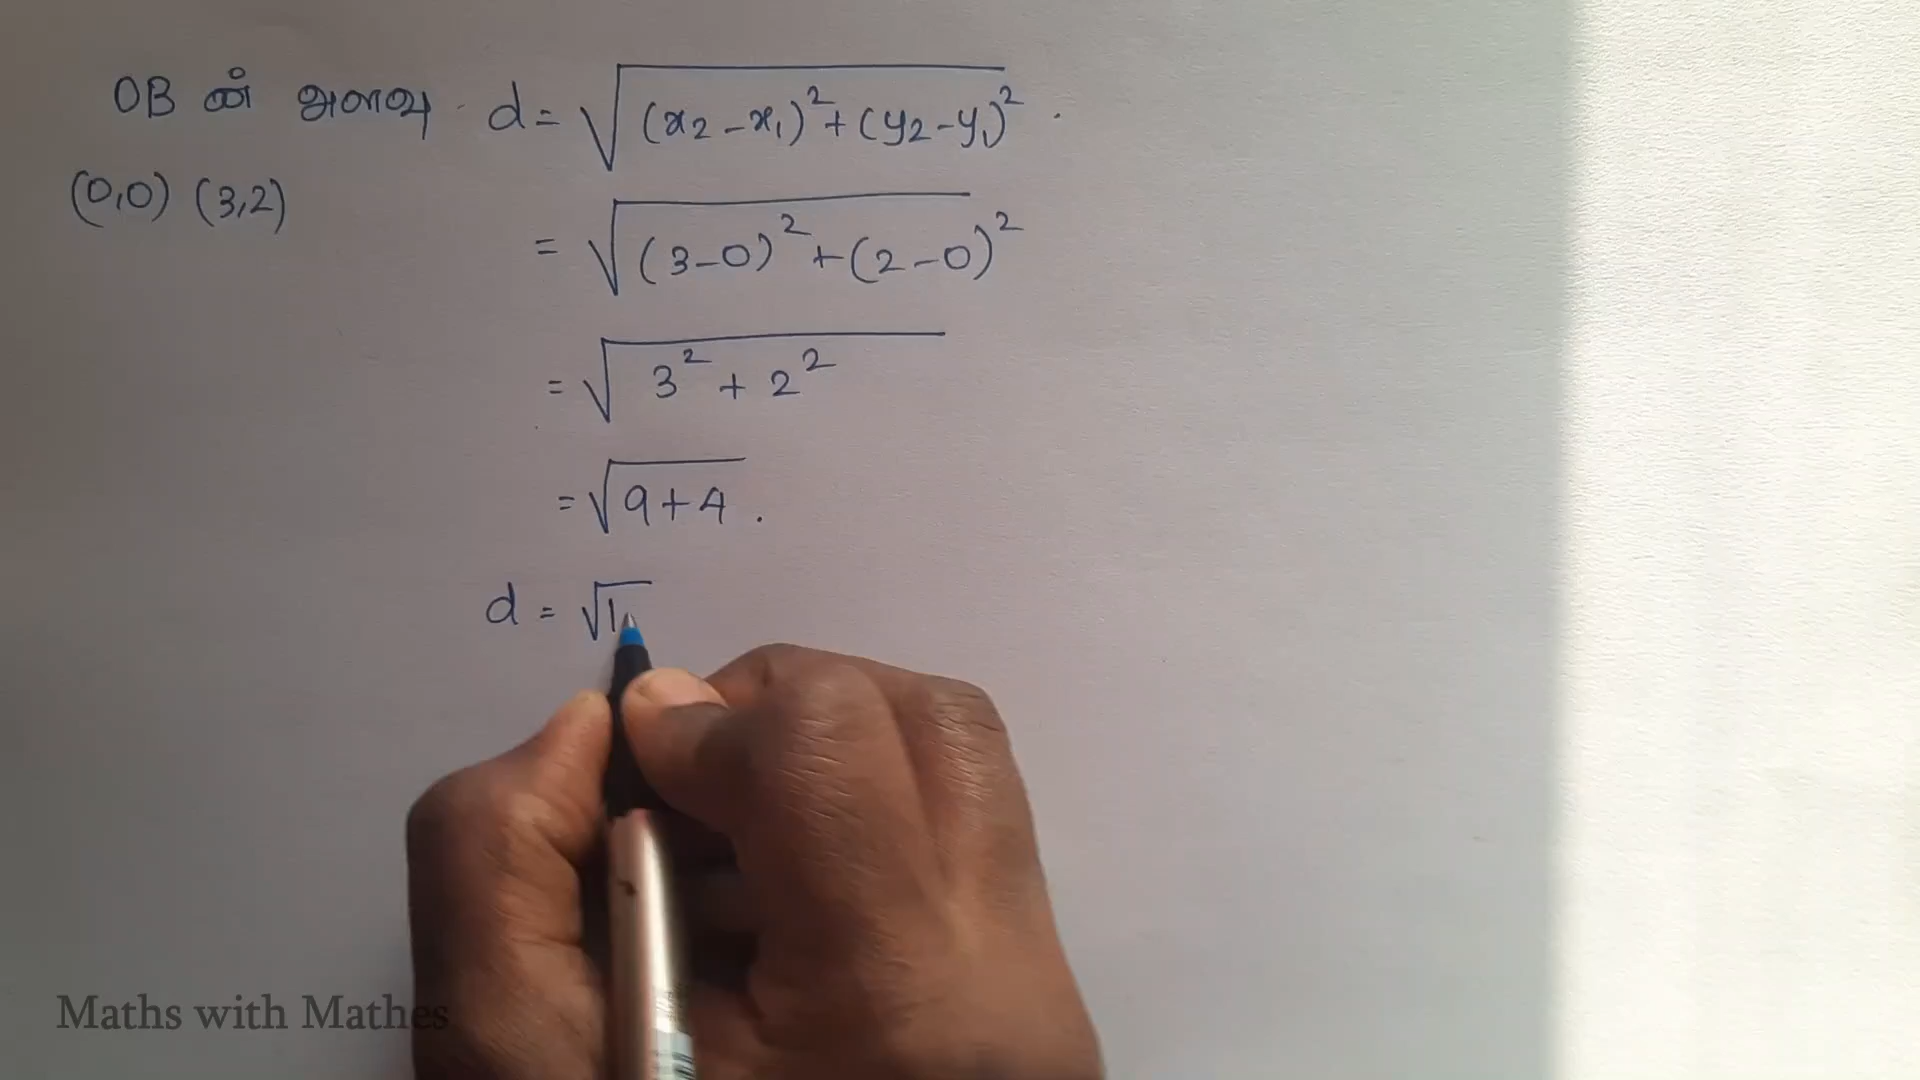 OB ன் அளவு. d = √(x₂ - x₁)² + (y₂ - y₁)² .
(0,0) (3,2)
= √(3-0)² + (2-0)²
= √3² + 2²
= √9+4 .
d = √1
Maths with Mathes